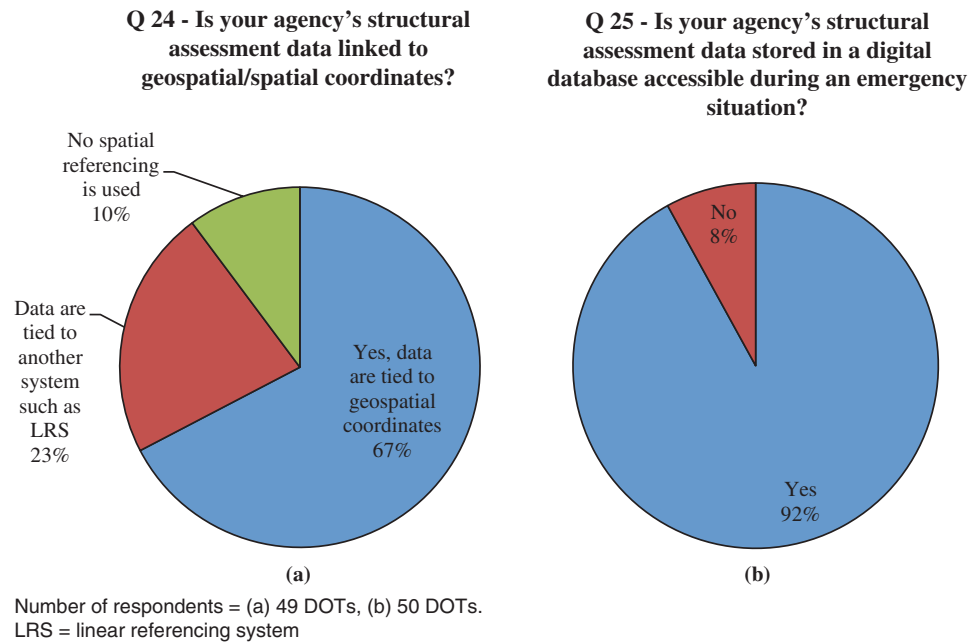 Q 24 - Is your agency’s structural
assessment data linked to
geospatial/spatial coordinates?
No spatial
referencing
is used
10%
Data are
tied to
another
system
such as
LRS
23%
Yes, data
are tied to
geospatial
coordinates
67%
(a)
Q 25 - Is your agency’s structural
assessment data stored in a digital
database accessible during an emergency
situation?
No
8%
Yes
92%
(b)
Number of respondents = (a) 49 DOTs, (b) 50 DOTs.
LRS = linear referencing system